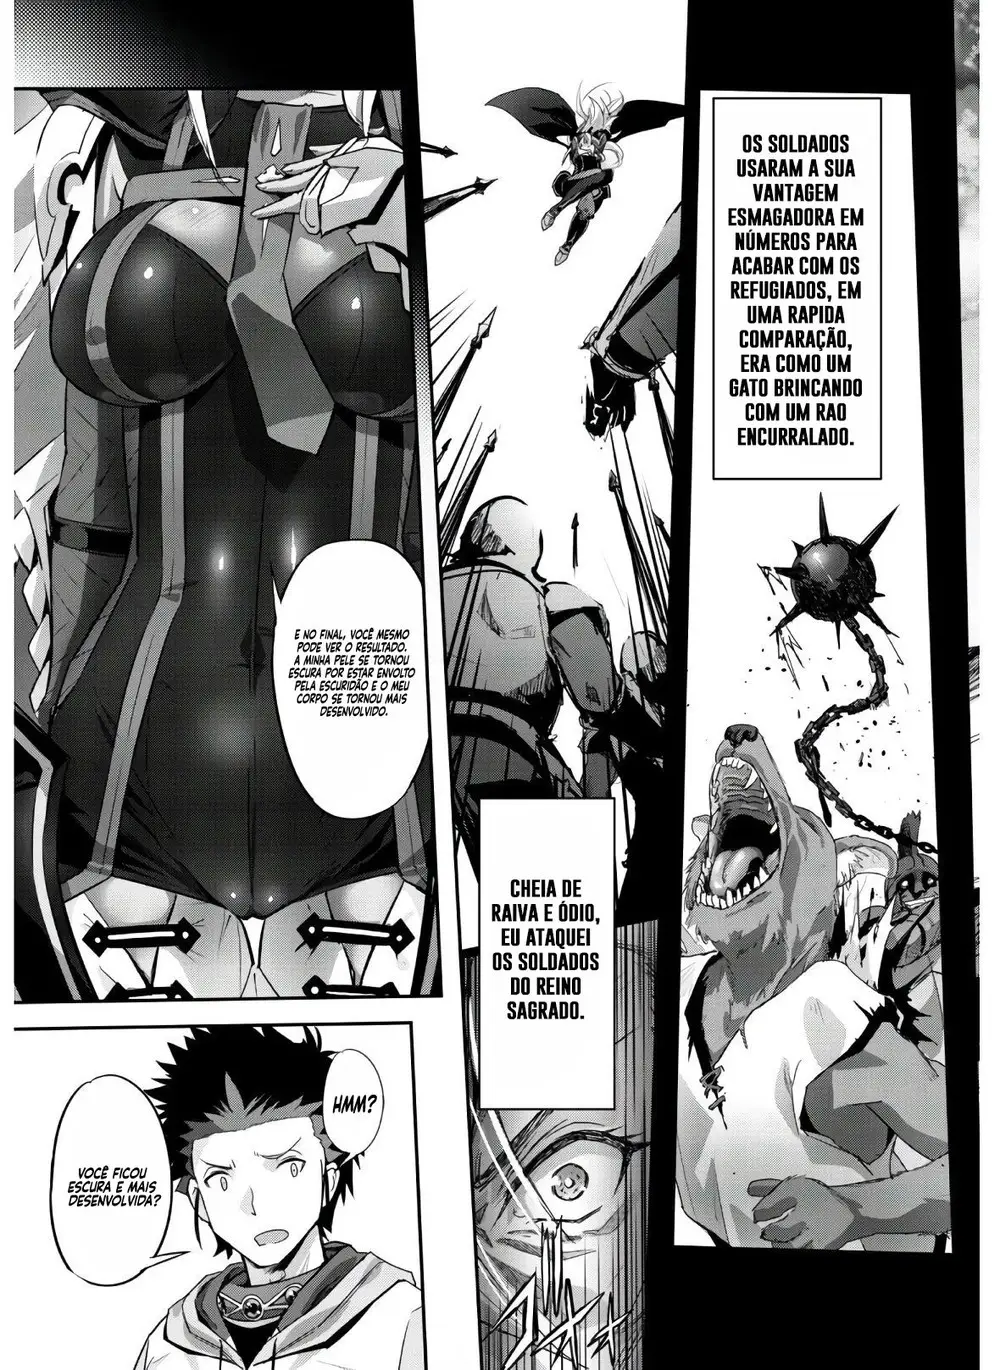 OS SOLDADOS
USARAM A SUA
VANTAGEM
ESMAGADORA EM
NÚMEROS PARA
ACABAR COM OS
REFUGIADOS, EM
UMA RAPIDA
COMPARAÇÃO,
ERA COMO UM
GATO BRINCANDO
COM UM RAO
ENCURRALADO.
CHEIA DE
RAIVA E ÓDIO,
EU ATAQUEI
OS SOLDADOS
DO REINO
SAGRADO.
E NO FINAL, VOCÊ MESMO
PODE VER O RESULTADO.
A MINHA PELE SE TORNOU
ESCURA POR ESTAR ENVOLTO
PELA ESCURIDÃO E O MEU
CORPO SE TORNOU MAIS
DESENVOLVIDO.
HMM?
VOCÊ FICOU
ESCURA E MAIS
DESENVOLVIDA?